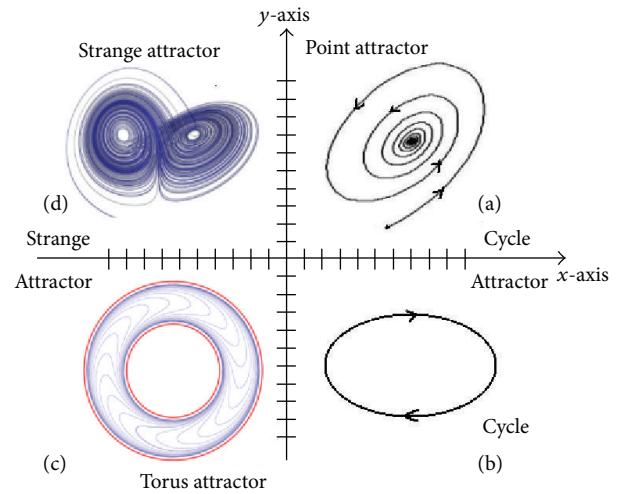 y-axis
Strange attractor
Point attractor
(d)
(a)
Strange
Cycle
Attractor
Attractor
x-axis
Cycle
(c)
(b)
Torus attractor